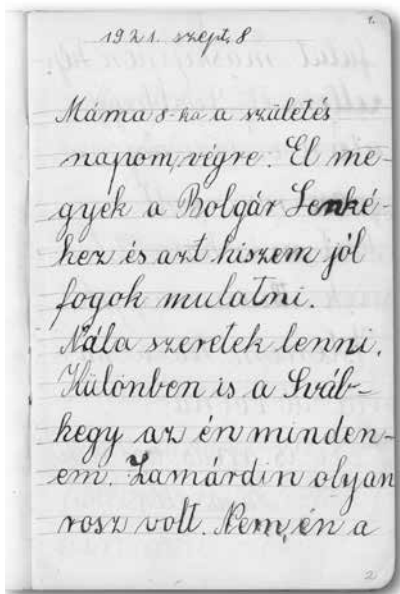 1.
1921. szept, 8
Máma 8-ka a születés
napom, végre. El me-
gyek a Bolgár Lenké-
hez és azt hiszem jól
fogok mulatni.
Nála szeretek lenni.
Különben is a Sváb-
hegy az én minden-
em. Zamárdin olyan
rosz volt. Nem, én a
2